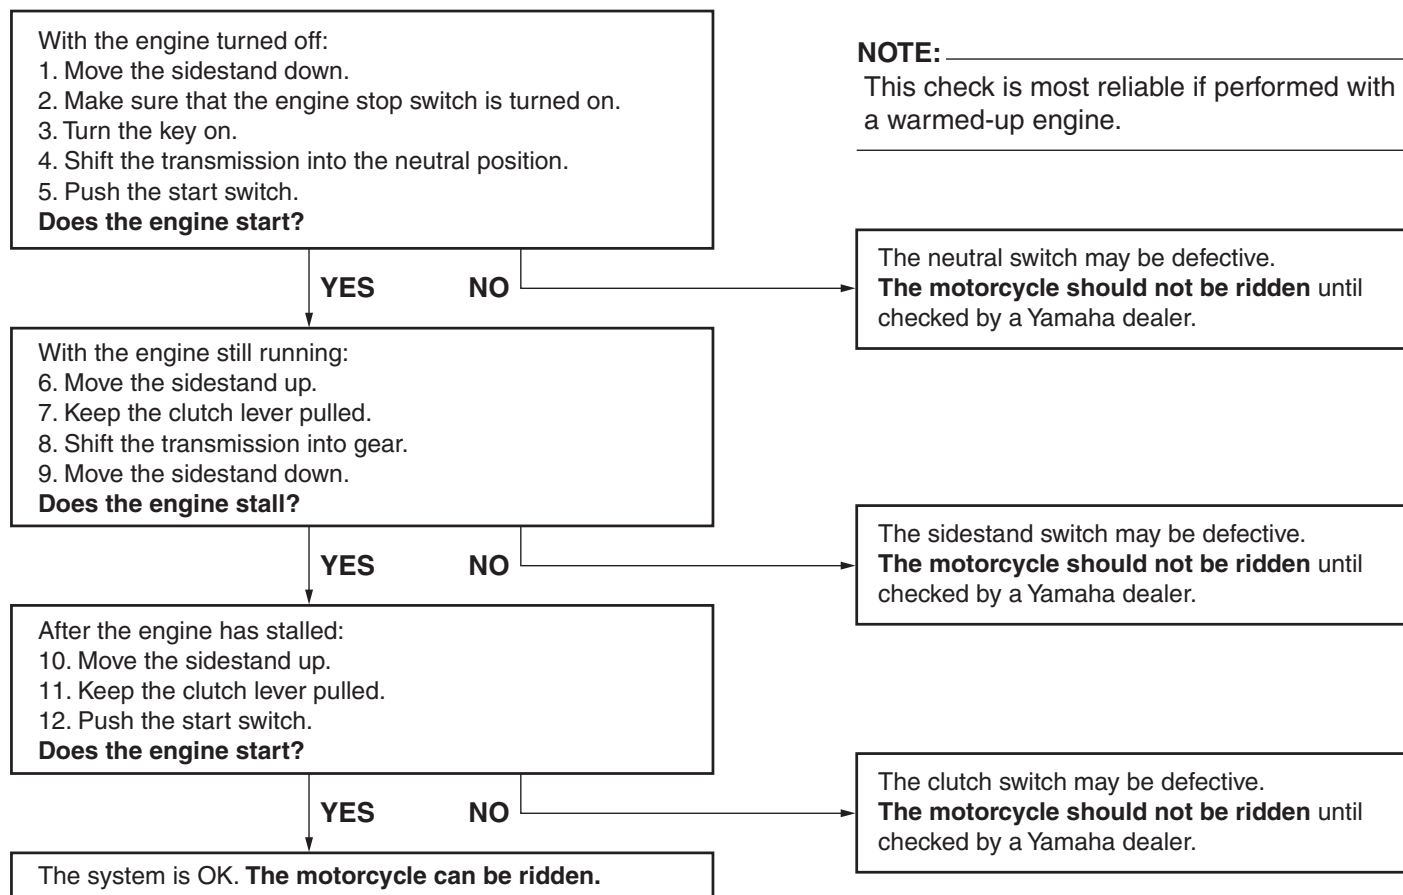 With the engine turned off:
1. Move the sidestand down.
2. Make sure that the engine stop switch is turned on.
3. Turn the key on.
4. Shift the transmission into the neutral position.
5. Push the start switch.
Does the engine start?
NOTE:
This check is most reliable if performed with
a warmed-up engine.
YES
NO
The neutral switch may be defective.
The motorcycle should not be ridden until
checked by a Yamaha dealer.
With the engine still running:
6. Move the sidestand up.
7. Keep the clutch lever pulled.
8. Shift the transmission into gear.
9. Move the sidestand down.
Does the engine stall?
YES
NO
The sidestand switch may be defective.
The motorcycle should not be ridden until
checked by a Yamaha dealer.
After the engine has stalled:
10. Move the sidestand up.
11. Keep the clutch lever pulled.
12. Push the start switch.
Does the engine start?
YES
NO
The clutch switch may be defective.
The motorcycle should not be ridden until
checked by a Yamaha dealer.
The system is OK. The motorcycle can be ridden.